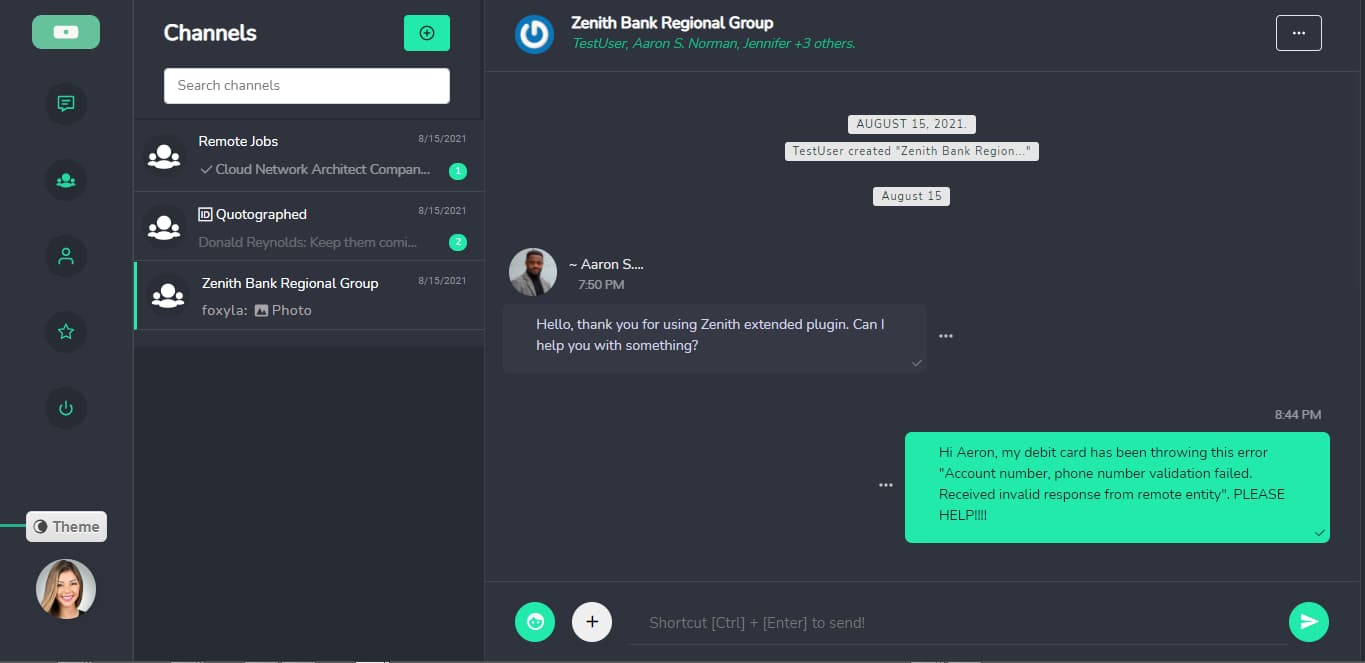 Channels
Search channels
Remote Jobs
8/15/2021
Cloud Network Architect Compan...
1
ID Quotographed
8/15/2021
Donald Reynolds: Keep them comi...
2
Zenith Bank Regional Group
8/15/2021
foxyla: Photo
Theme
Zenith Bank Regional Group
TestUser, Aaron S. Norman, Jennifer +3 others.
AUGUST 15, 2021.
TestUser created "Zenith Bank Region..."
August 15
~ Aaron S....
7:50 PM
Hello, thank you for using Zenith extended plugin. Can I
help you with something?
8:44 PM
Hi Aeron, my debit card has been throwing this error
"Account number, phone number validation failed.
Received invalid response from remote entity". PLEASE
HELP!!!!
Shortcut [Ctrl] + [Enter] to send!